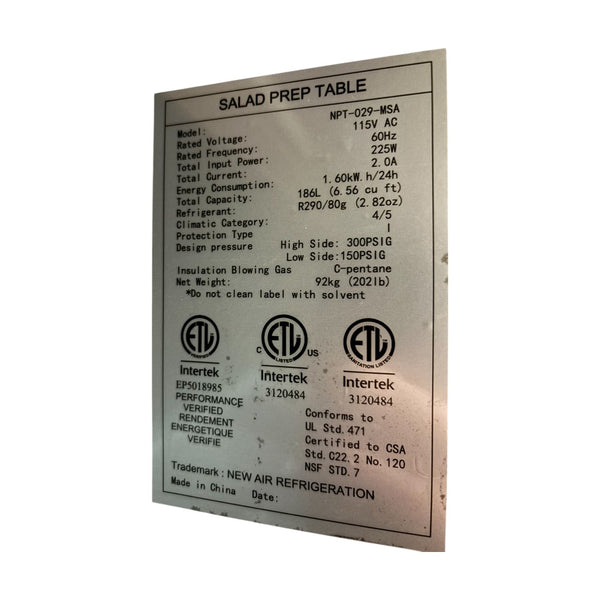 SALAD PREP TABLE
Model: NPT-029-MSA
Rated Voltage: 115V AC
Rated Frequency: 60Hz
Total Input Power: 225W
Total Current: 2.0A
Energy Consumption: 1.60kW.h/24h
Total Capacity: 186L (6.56 cu ft)
Refrigerant: R290/80g (2.82oz)
Climatic Category: 4/5
Protection Type I
Design pressure High Side: 300PSIG
Low Side:150PSIG
Insulation Blowing Gas C-pentane
Net Weight: 92kg (202lb)
*Do not clean label with solvent
ETL VERIFIED
Intertek
EP5018985
PERFORMANCE
VERIFIED
RENDEMENT
ENERGETIQUE
VERIFIE
C ETL US
LISTED
Intertek
3120484
ETL
SANITATION LISTED
Intertek
3120484
Conforms to
UL Std. 471
Certified to CSA
Std. C22.2 No.120
NSF STD.7
Trademark : NEW AIR REFRIGERATION
Made in China Date: